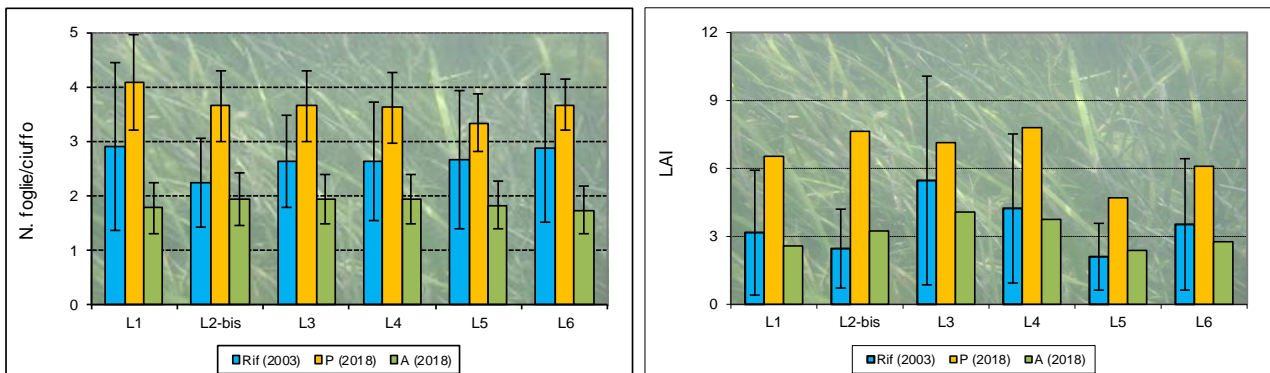 N. foglie/ciuffo
5
4
3
2
1
0
L1 L2-bis L3 L4 L5 L6
Rif (2003) P (2018) A (2018)
LAI
12
9
6
3
0
L1 L2-bis L3 L4 L5 L6
Rif (2003) P (2018) A (2018)